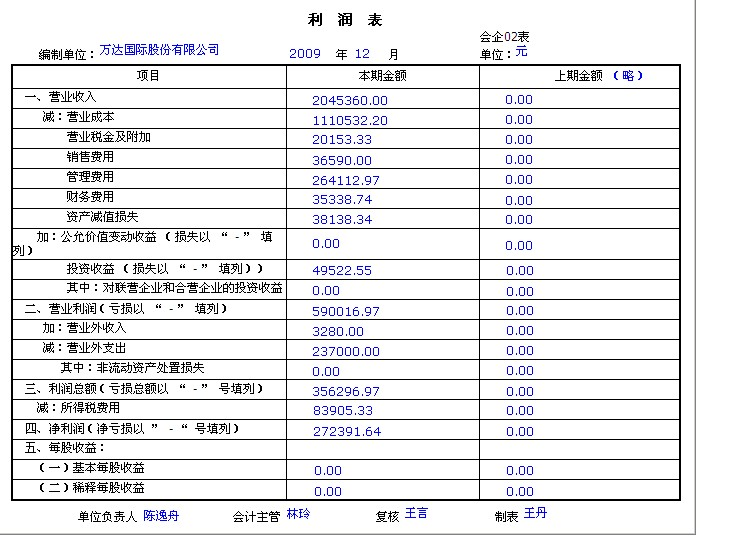 利 润 表
会企02表
编制单位：万达国际股份有限公司 2009 年 12 月 单位：元
项目 本期金额 上期金额（略）
一、营业收入 2045360.00 0.00
减：营业成本 1110532.20 0.00
营业税金及附加 20153.33 0.00
销售费用 36590.00 0.00
管理费用 264112.97 0.00
财务费用 35338.74 0.00
资产减值损失 38138.34 0.00
加：公允价值变动收益（损失以“-”填
列） 0.00 0.00
投资收益（损失以“-”填列）） 49522.55 0.00
其中：对联营企业和合营企业的投资收益 0.00 0.00
二、营业利润（亏损以“-”填列） 590016.97 0.00
加：营业外收入 3280.00 0.00
减：营业外支出 237000.00 0.00
其中：非流动资产处置损失 0.00 0.00
三、利润总额（亏损总额以“-”号填列） 356296.97 0.00
减：所得税费用 83905.33 0.00
四、净利润（净亏损以”-“号填列） 272391.64 0.00
五、每股收益：
（一）基本每股收益 0.00 0.00
（二）稀释每股收益 0.00 0.00
单位负责人 陈逸舟 会计主管 林玲 复核 王言 制表 王丹